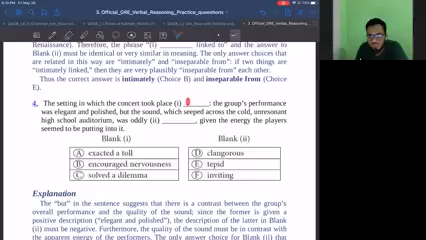 3. Official_GRE_Verbal_Reasoning_Practice_questions
Renaissance). Therefore, the phrase “(i) ________ linked to” and the answer to
Blank (ii) must be identical or very similar in meaning. The only answer choices
that are related in this way are “intimately” and “inseparable from”: if two things
are “intimately linked,” then they are very plausibly “inseparable from” each other.
Thus the correct answer is intimately (Choice B) and inseparable from (Choice
E).
4. The setting in which the concert took place (i) ________: the group’s performance
was elegant and polished, but the sound, which seeped across the cold, unresonant
high school auditorium, was oddly (ii) ________, given the energy the players
seemed to be putting into it.
Blank (i) Blank (ii)
A exacted a toll D clangorous
B encouraged nervousness E tepid
C solved a dilemma F inviting
Explanation
The “but” in the sentence suggests that there is a contrast between the group’s
overall performance and the quality of the sound; since the former is given a
positive description (“elegant and polished”), the description of the latter in Blank
(ii) must be negative. Furthermore, the quality of the sound must be in contrast with
the apparent energy of the performers. The only answer choice for Blank (ii) that